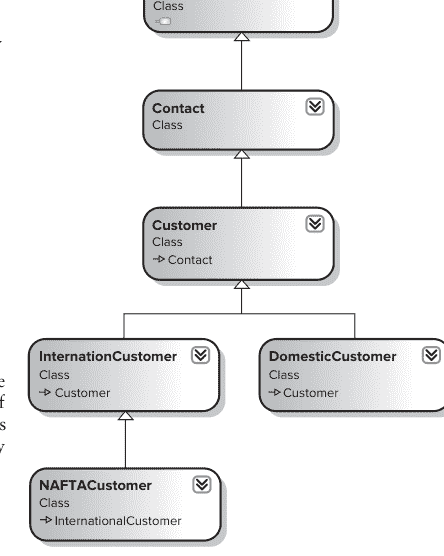 Class
Contact
Class
Customer
Class
Contact
InternationCustomer
Class
Customer
DomesticCustomer
Class
Customer
e
f
s
y
NAFTACustomer
Class
InternationalCustomer